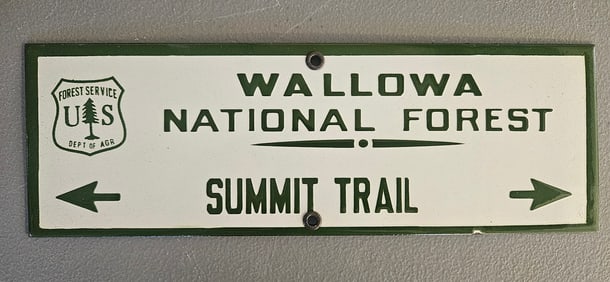 FOREST SERVICE
U S
DEPT OF AGR
WALLOWA
NATIONAL FOREST
SUMMIT TRAIL